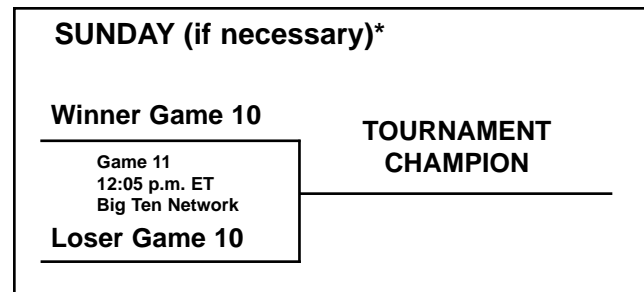 SUNDAY (if necessary)*
Winner Game 10
TOURNAMENT
CHAMPION
Game 11
12:05 p.m. ET
Big Ten Network
Loser Game 10